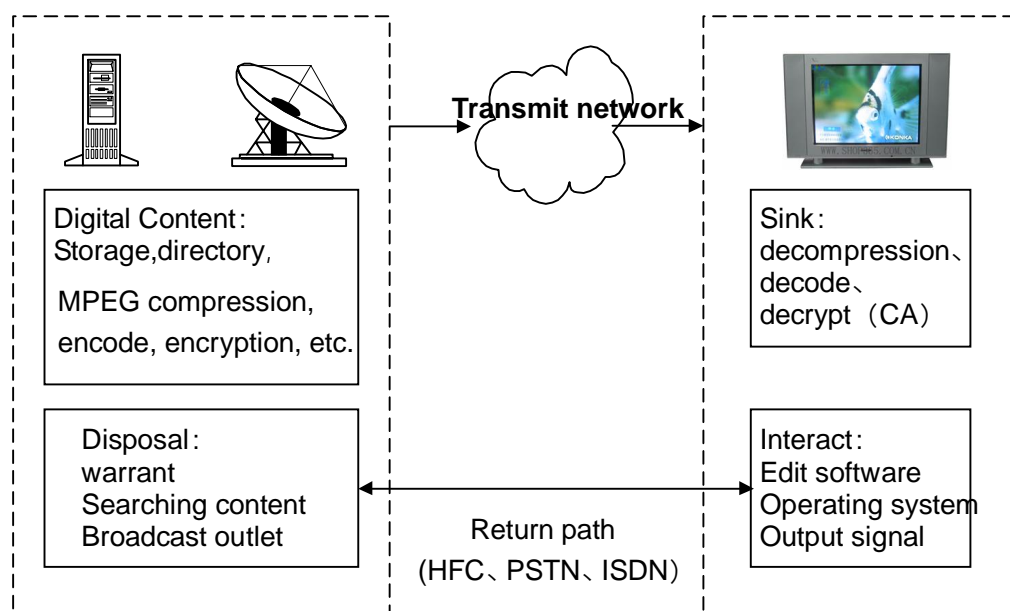 Transmit network
KONKA
Digital Content：
Storage,directory,
MPEG compression,
encode, encryption, etc.
Sink：
decompression、
decode、
decrypt（CA）
Disposal：
warrant
Searching content
Broadcast outlet
Interact：
Edit software
Operating system
Output signal
Return path
(HFC、PSTN、ISDN）